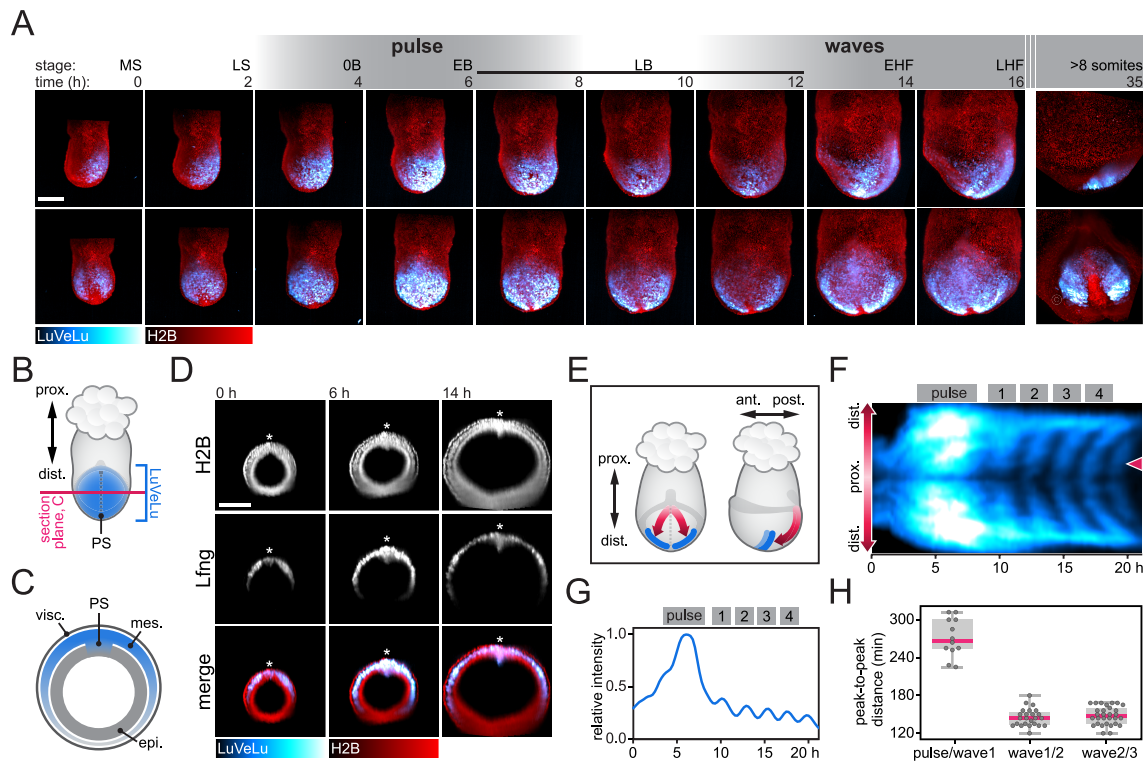 A
pulse
waves
stage: MS LS 0B EB LB EHF LHF >8 somites
time (h): 0 2 4 6 8 10 12 14 16 35
©
LuVeLu
H2B
B
prox.
dist.
section
plane, C
LuVeLu
PS
C
visc.
PS
mes.
epi.
D
0 h
6 h
14 h
H2B
* * *
Lfng
* * *
merge
* * *
LuVeLu
H2B
E
ant. post.
prox.
dist.
F
pulse 1 2 3 4
dist.
prox.
dist.
0 5 10 15 20 h
G
pulse 1 2 3 4
relative intensity
1.0
0.5
0
0 5 10 15 20 h
H
peak-to-peak
distance (min)
300
240
180
120
pulse/wave1 wave1/2 wave2/3